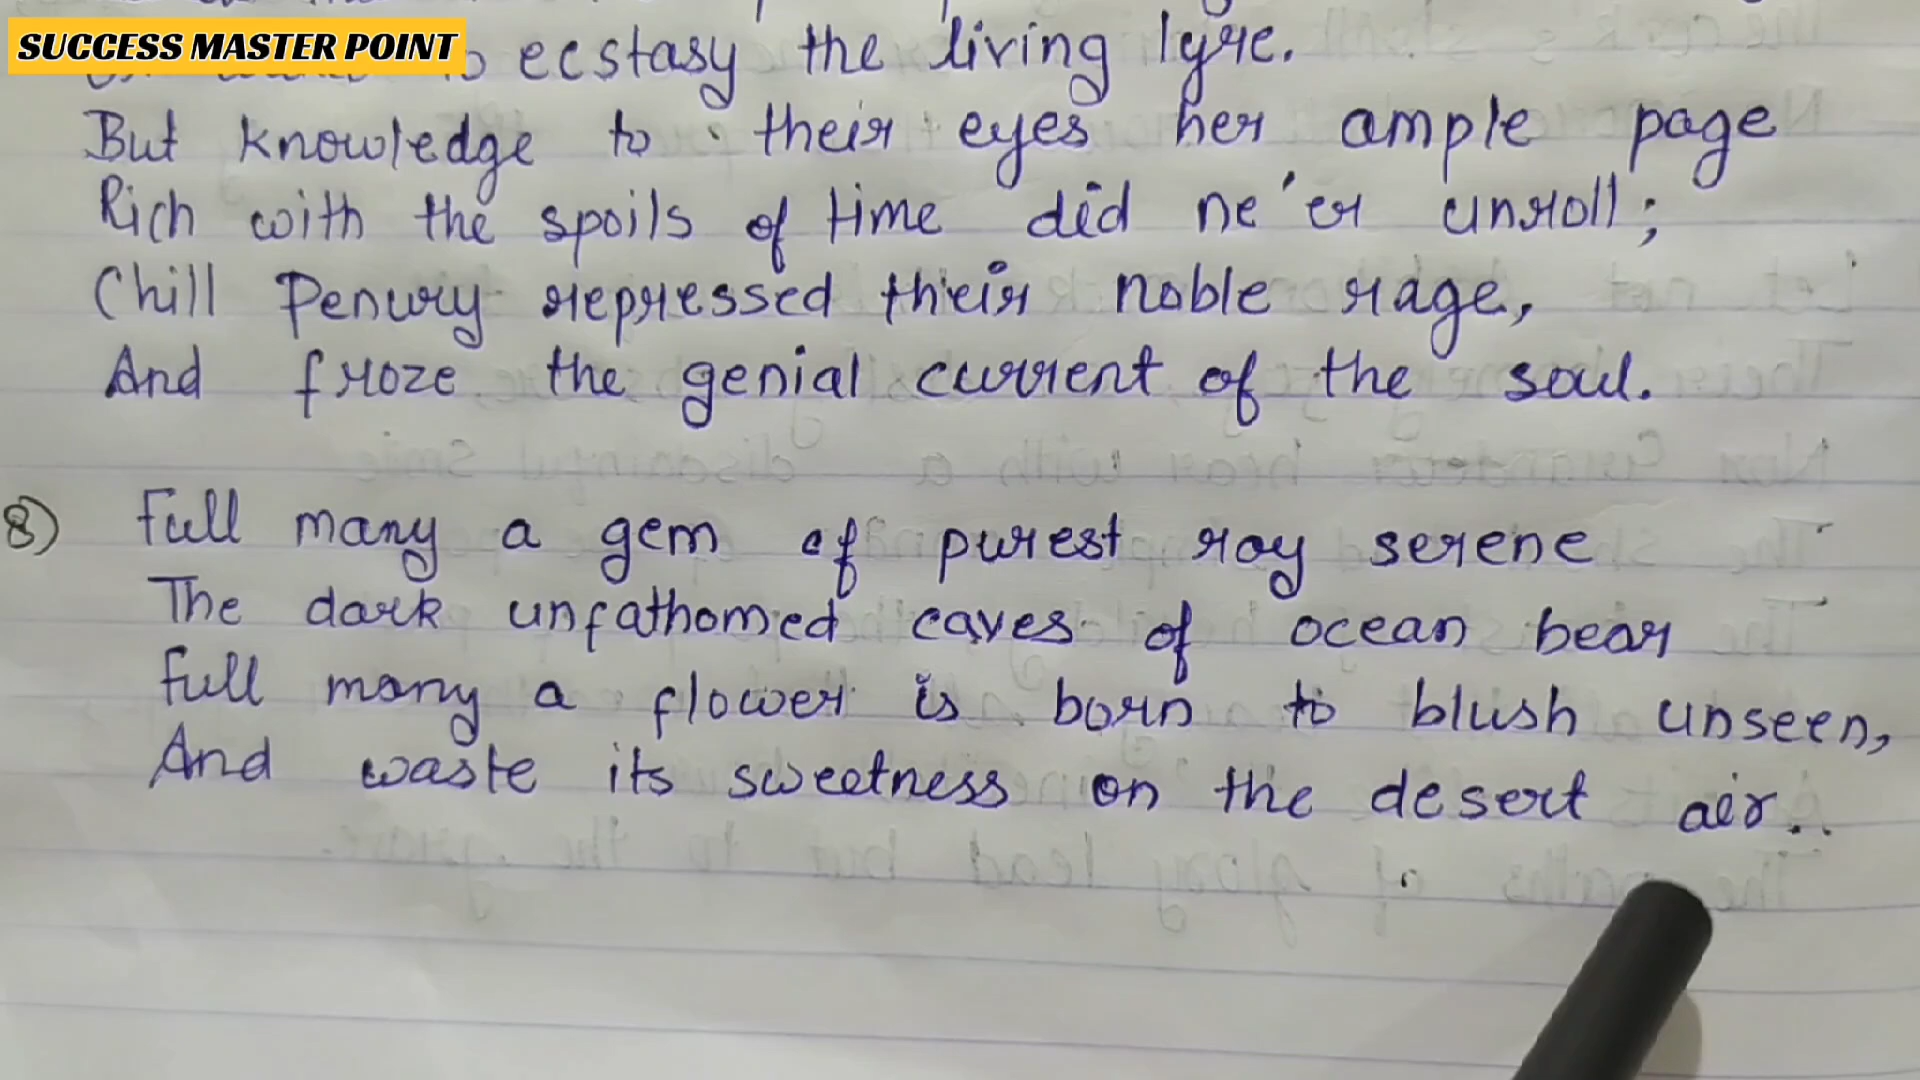 SUCCESS MASTER POINT
to ecstasy the living lyre.
But knowledge to their eyes her ample page
Rich with the spoils of time did ne'er unroll;
Chill Penury repressed their noble rage,
And froze the genial current of the soul.
8) Full many a gem of purest ray serene
The dark unfathomed caves of ocean bear
Full many a flower is born to blush unseen,
And waste its sweetness on the desert air..